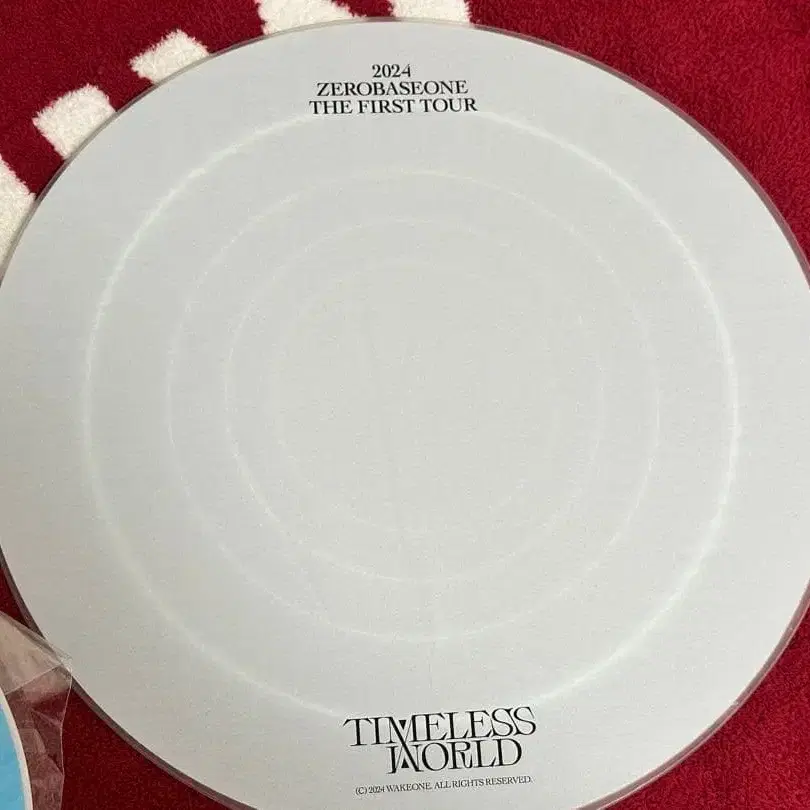 2024
ZEROBASEONE
THE FIRST TOUR
TIMELESS
WORLD
(C) 2024 WAKEONE. ALL RIGHTS RESERVED.